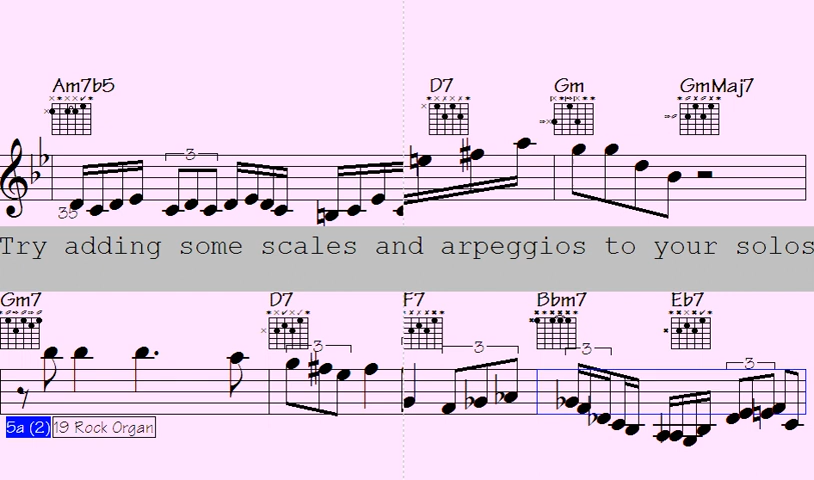 Am7b5 D7 Gm GmMaj7
3
35
Try adding some scales and arpeggios to your solos
Gm7 D7 F7 Bbm7 Eb7
3 3 3 3
5a (2) 19 Rock Organ